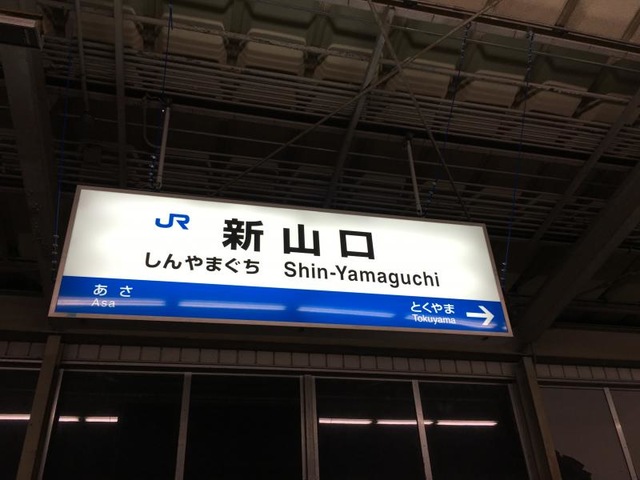 JR 新山口
しんやまぐち Shin-Yamaguchi
あさ
Asa
とくやま
Tokuyama
→